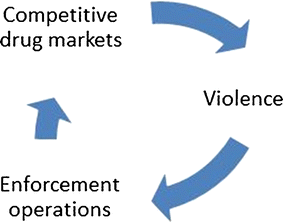 Competitive
drug markets
Violence
Enforcement
operations